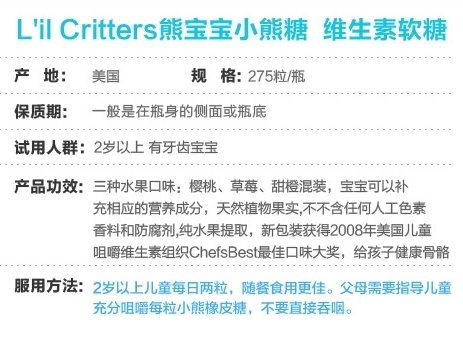 L'il Critters熊宝宝小熊糖 维生素软糖
产 地: 美国 规 格: 275粒/瓶
保质期: 一般是在瓶身的侧面或瓶底
试用人群: 2岁以上 有牙齿宝宝
产品功效: 三种水果口味：樱桃、草莓、甜橙混装，宝宝可以补
充相应的营养成分，天然植物果实,不不含任何人工色素
香料和防腐剂,纯水果提取，新包装获得2008年美国儿童
咀嚼维生素组织ChefsBest最佳口味大奖，给孩子健康骨骼
服用方法: 2岁以上儿童每日两粒，随餐食用更佳。父母需要指导儿童
充分咀嚼每粒小熊橡皮糖，不要直接吞咽。